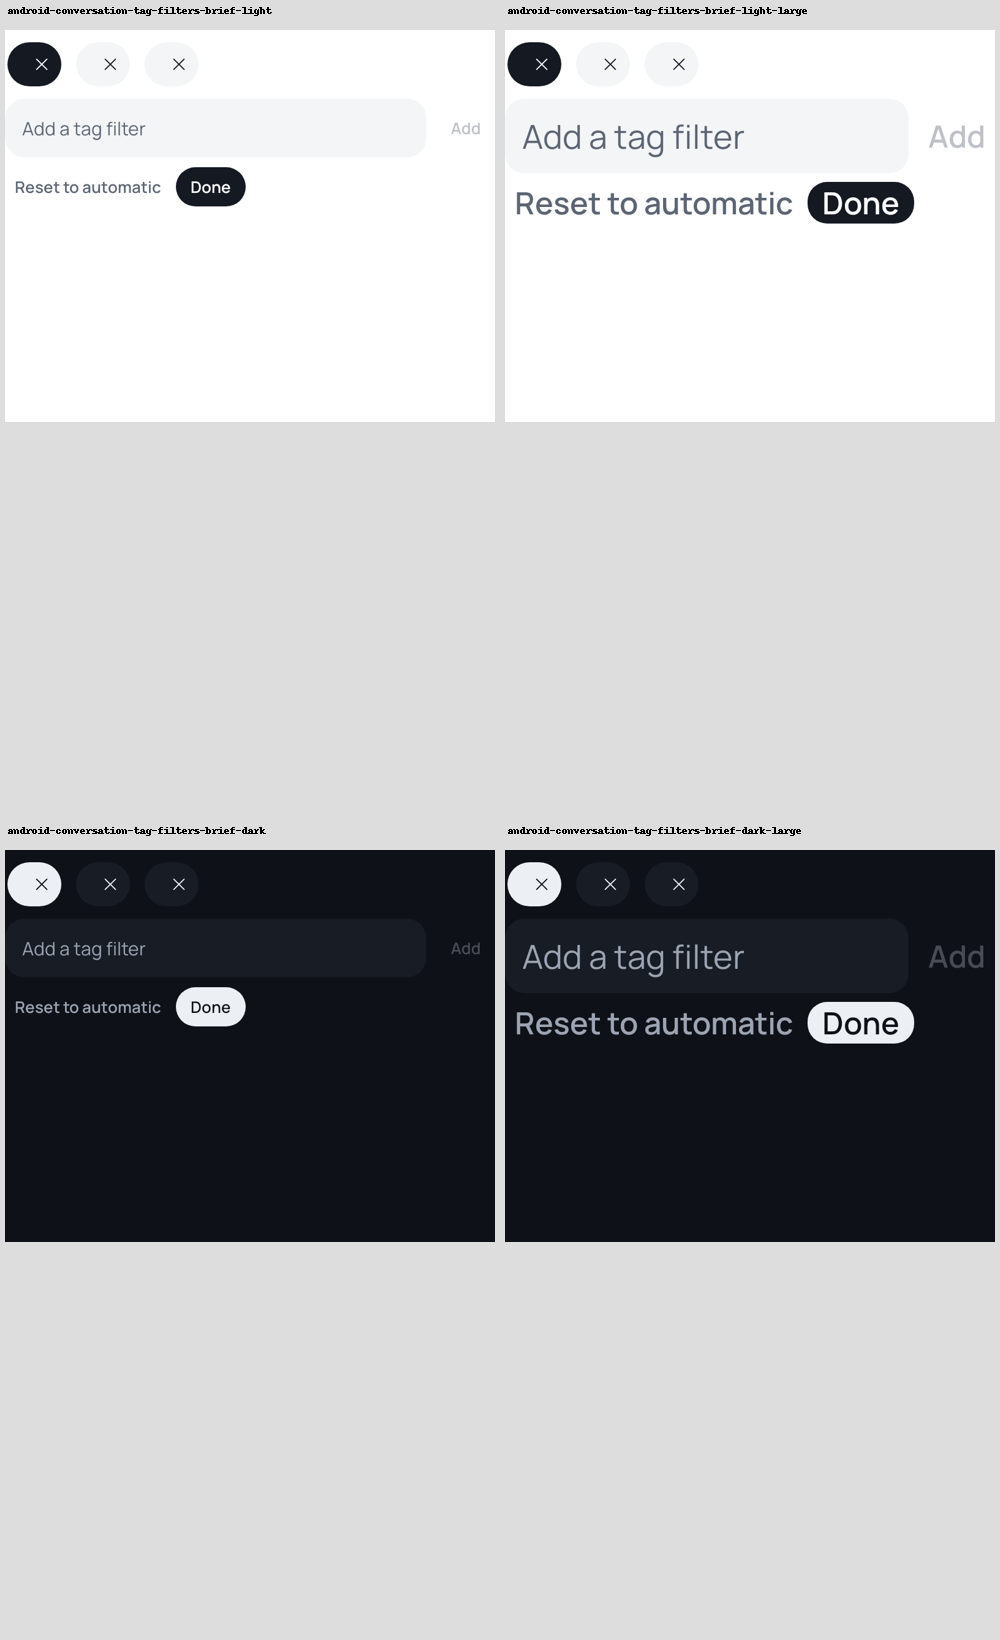 android-conversation-tag-filters-brief-light
android-conversation-tag-filters-brief-light-large
Add a tag filter
Add
Reset to automatic
Done
Add a tag filter
Add
Reset to automatic
Done
android-conversation-tag-filters-brief-dark
android-conversation-tag-filters-brief-dark-large
Add a tag filter
Add
Reset to automatic
Done
Add a tag filter
Add
Reset to automatic
Done